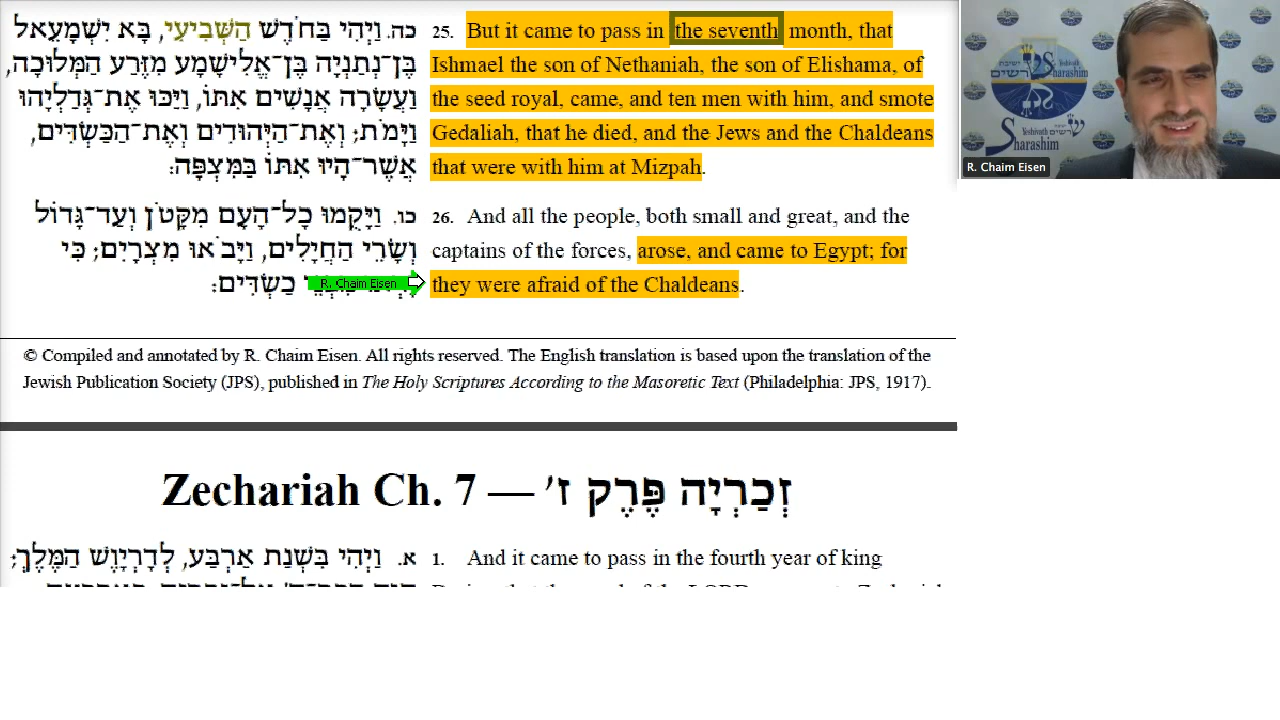 כה. וַיְהִי בַּחֹדֶשׁ הַשְּׁבִיעִי, בָּא יִשְׁמָעֵאל
בֶּן־נְתַנְיָה בֶּן־אֱלִישָׁמָע מִזֶּרַע הַמְּלוּכָה,
וַעֲשָׂרָה אֲנָשִׁים אִתּוֹ, וַיַּכּוּ אֶת־גְּדַלְיָהוּ
וַיָּמֹת; וְאֶת־הַיְּהוּדִים וְאֶת־הַכַּשְׂדִּים,
אֲשֶׁר־הָיוּ אִתּוֹ בַּמִּצְפָּה:
25. But it came to pass in the seventh month, that
Ishmael the son of Nethaniah, the son of Elishama, of
the seed royal, came, and ten men with him, and smote
Gedaliah, that he died, and the Jews and the Chaldeans
that were with him at Mizpah.
כו. וַיָּקֻמוּ כָל־הָעָם מִקָּטֹן וְעַד־גָּדוֹל
וְשָׂרֵי הַחֲיָלִים, וַיָּבֹאוּ מִצְרָיִם; כִּי
כַשְׂדִּים:
R. Chaim Eisen
26. And all the people, both small and great, and the
captains of the forces, arose, and came to Egypt; for
they were afraid of the Chaldeans.
© Compiled and annotated by R. Chaim Eisen. All rights reserved. The English translation is based upon the translation of the
Jewish Publication Society (JPS), published in The Holy Scriptures According to the Masoretic Text (Philadelphia: JPS, 1917).
Zechariah Ch. 7 — זְכַרְיָה פֶּרֶק ז'
א. וַיְהִי בִּשְׁנַת אַרְבַּע, לְדָרְיָוֶשׁ הַמֶּלֶךְ;
1. And it came to pass in the fourth year of king
ישיבת
שרשים
Sharashim
Yeshivath שרשים
Sharashim
R. Chaim Eisen